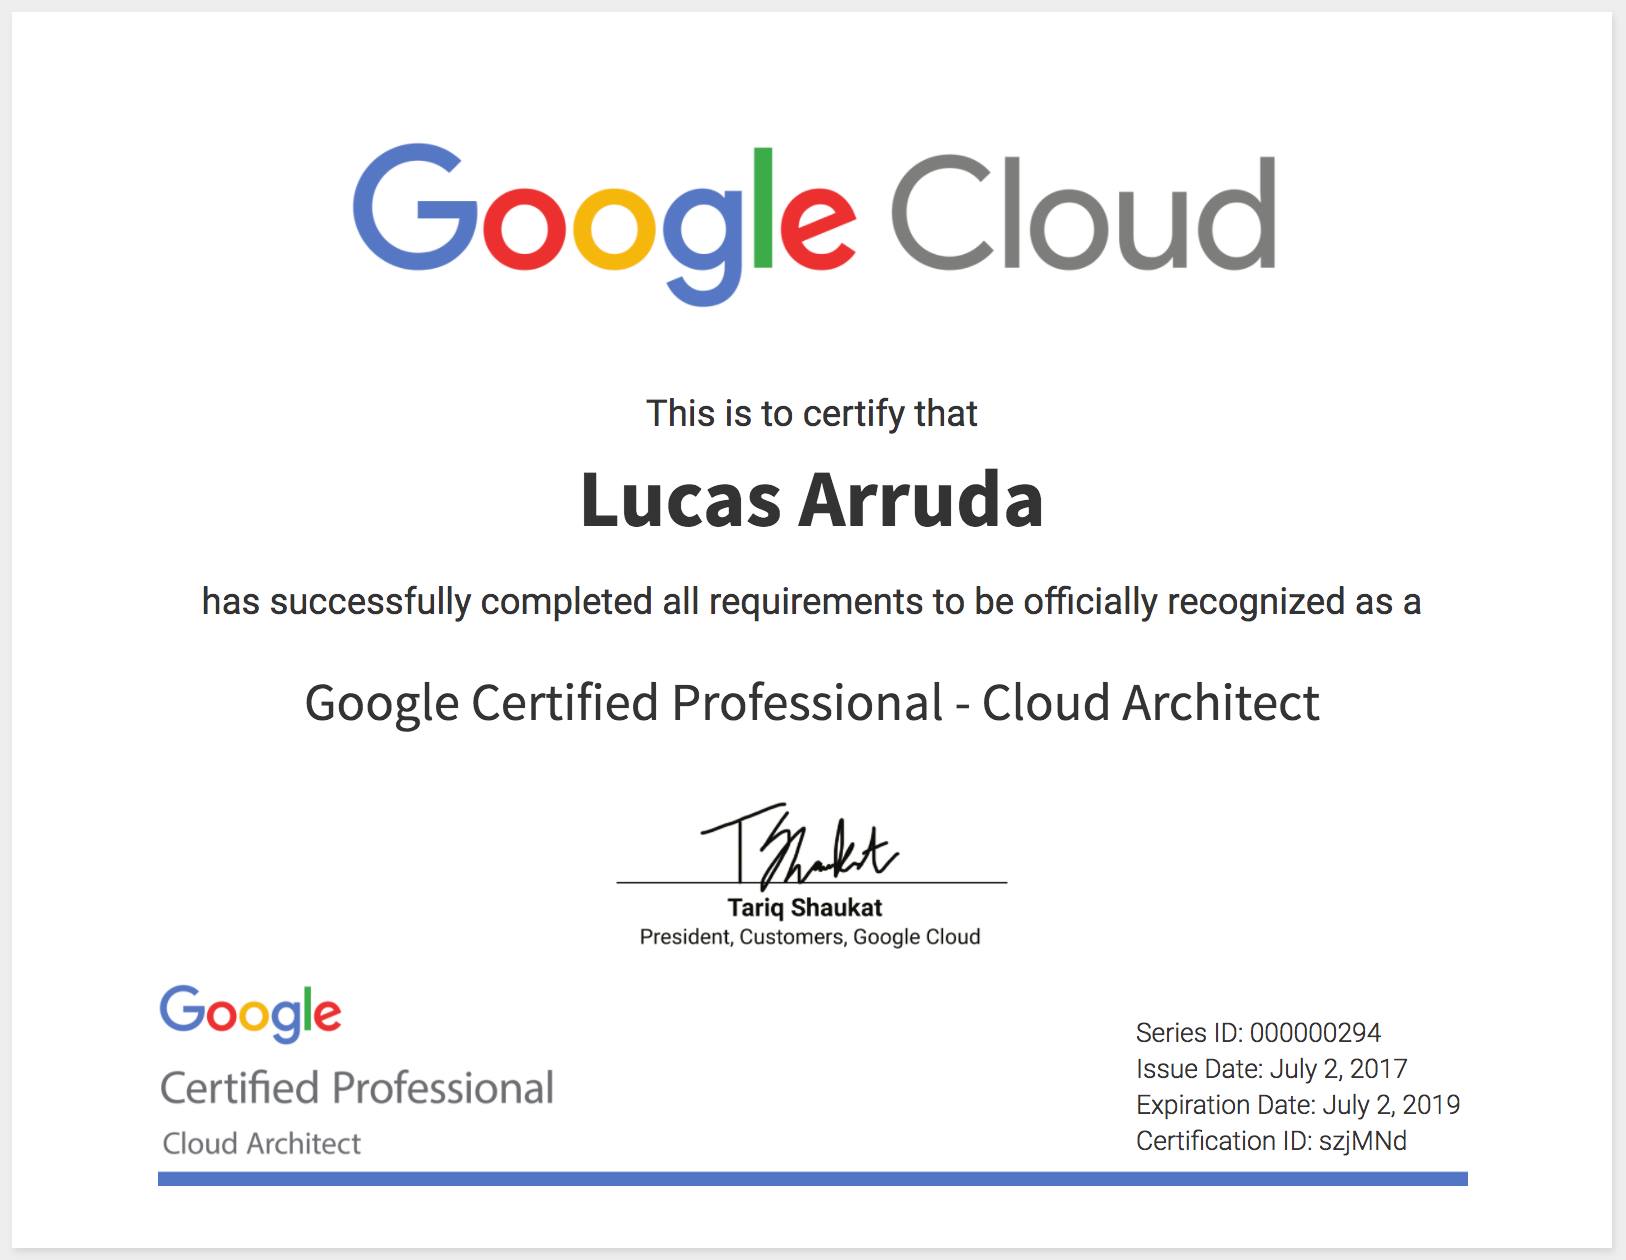 Google Cloud
This is to certify that
Lucas Arruda
has successfully completed all requirements to be officially recognized as a
Google Certified Professional - Cloud Architect
T Shaukat
Tariq Shaukat
President, Customers, Google Cloud
Google
Certified Professional
Cloud Architect
Series ID: 000000294
Issue Date: July 2, 2017
Expiration Date: July 2, 2019
Certification ID: szjMNd